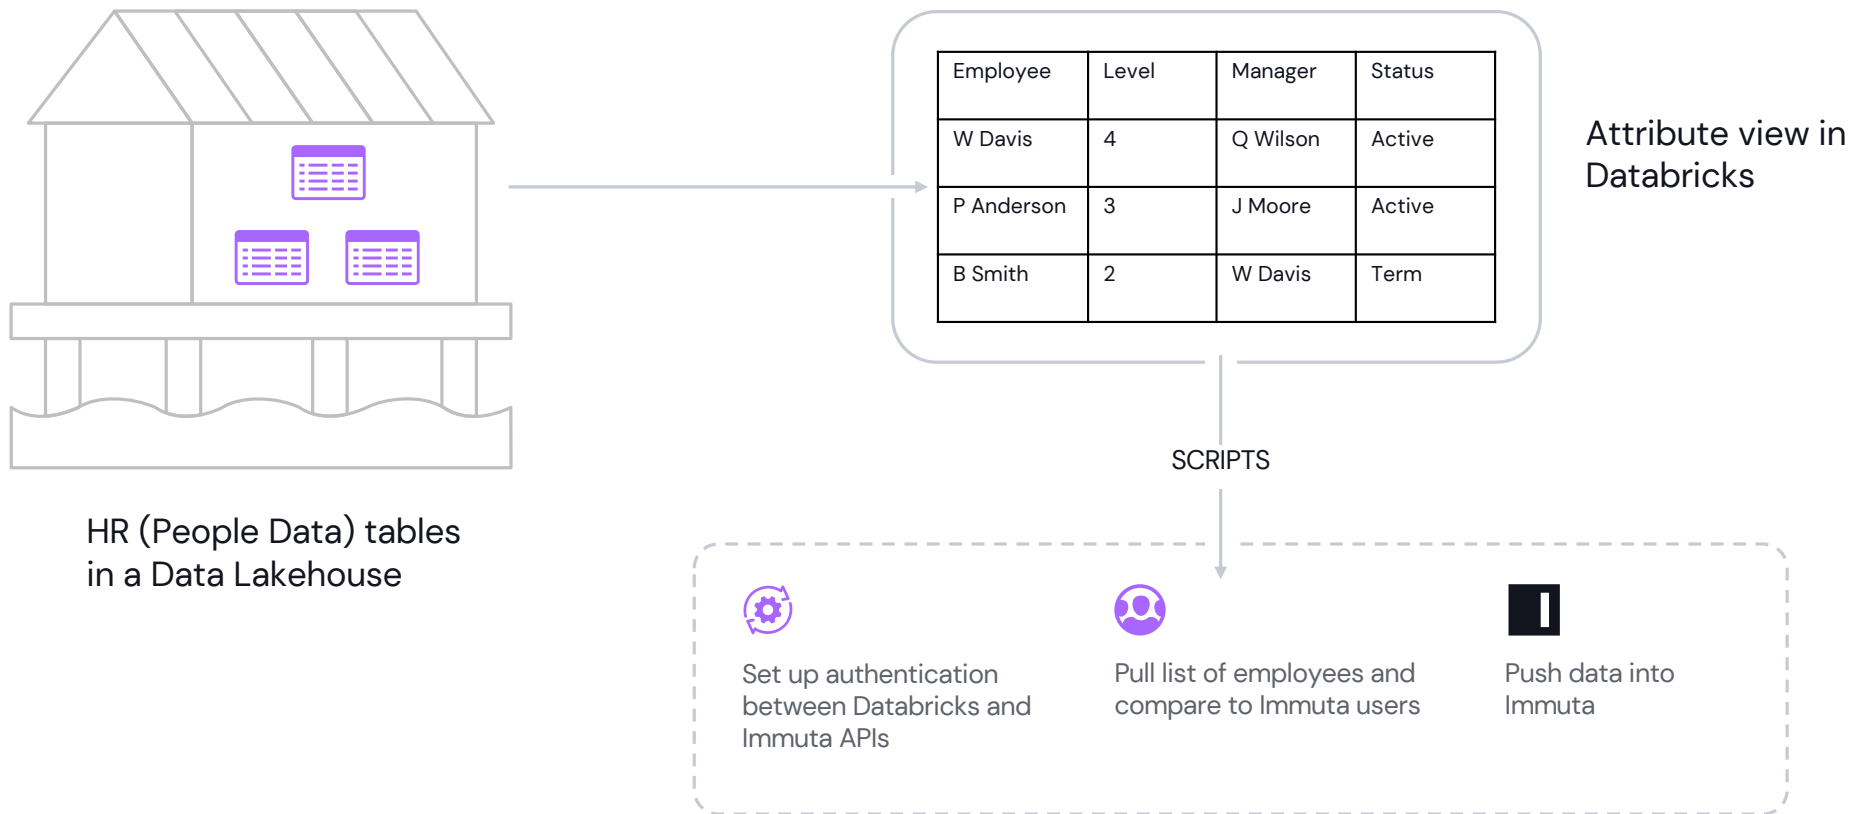 Employee Level Manager Status
W Davis 4 Q Wilson Active
P Anderson 3 J Moore Active
B Smith 2 W Davis Term
Attribute view in
Databricks
SCRIPTS
HR (People Data) tables
in a Data Lakehouse
Set up authentication
between Databricks and
Immuta APIs
Pull list of employees and
compare to Immuta users
Push data into
Immuta